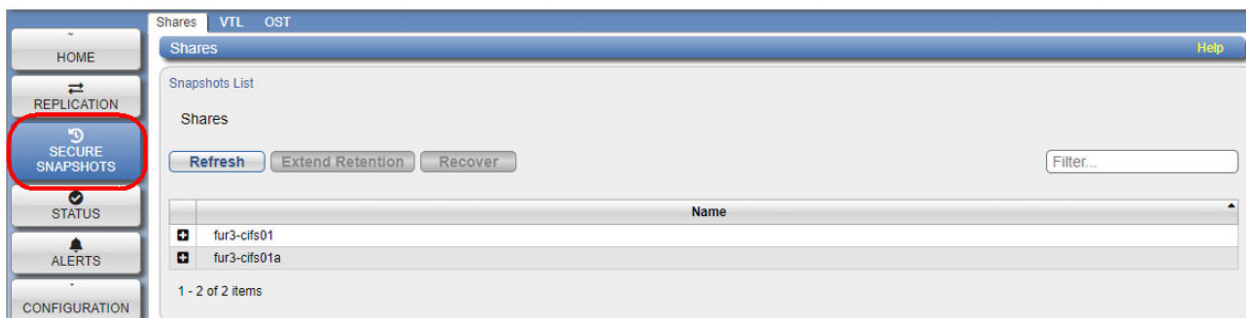 Shares VTL OST
HOME
Shares Help
REPLICATION
Snapshots List
SECURE
SNAPSHOTS
Shares
Refresh Extend Retention Recover Filter...
STATUS
Name
fur3-cifs01
ALERTS
fur3-cifs01a
1 - 2 of 2 items
CONFIGURATION